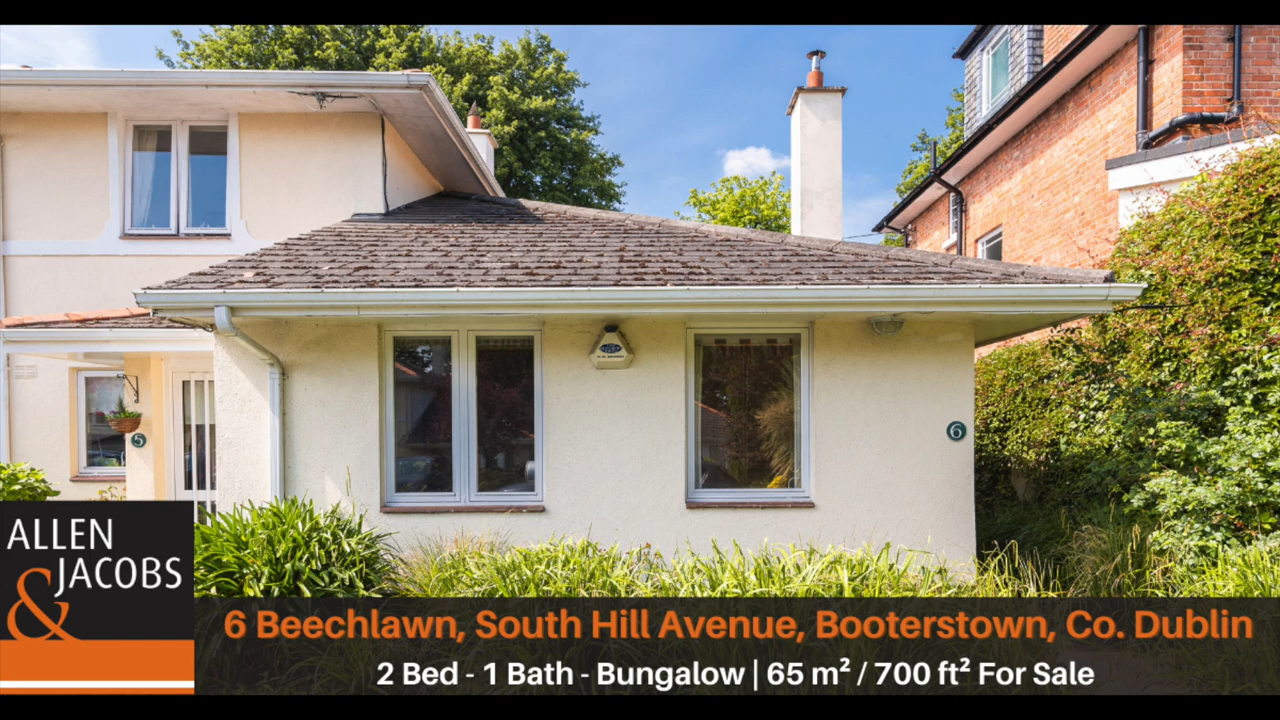 5
6
ALLEN
& JACOBS
6 Beechlawn, South Hill Avenue, Booterstown, Co. Dublin
2 Bed - 1 Bath - Bungalow | 65 m² / 700 ft² For Sale